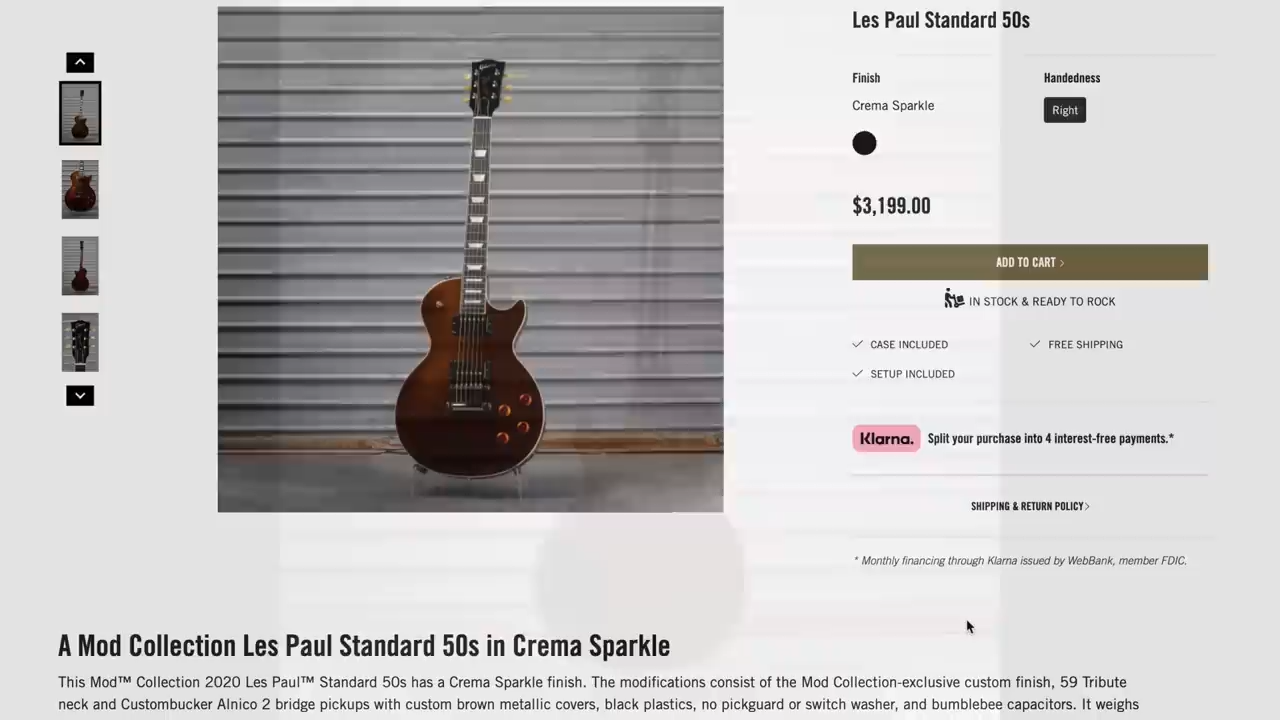 Les Paul Standard 50s
Finish
Handedness
Crema Sparkle
Right
$3,199.00
ADD TO CART >
IN STOCK & READY TO ROCK
CASE INCLUDED
FREE SHIPPING
SETUP INCLUDED
Klarna.
Split your purchase into 4 interest-free payments.*
SHIPPING & RETURN POLICY >
* Monthly financing through Klarna issued by WebBank, member FDIC.
A Mod Collection Les Paul Standard 50s in Crema Sparkle
This Mod™ Collection 2020 Les Paul™ Standard 50s has a Crema Sparkle finish. The modifications consist of the Mod Collection-exclusive custom finish, 59 Tribute
neck and Custombucker Alnico 2 bridge pickups with custom brown metallic covers, black plastics, no pickguard or switch washer, and bumblebee capacitors. It weighs